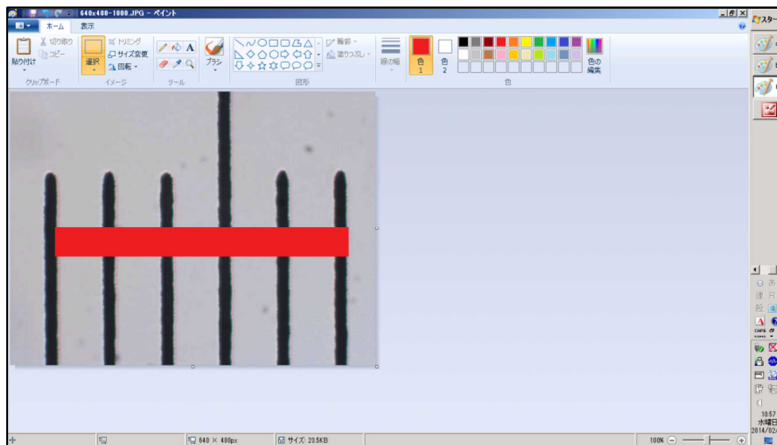 640x480-1000.JPG - ペイント
ホーム
表示
貼り付け
切り取り
コピー
クリップボード
選択
トリミング
サイズ変更
回転
イメージ
A
ツール
ブラシ
図形
輪郭
塗りつぶし
線の幅
色
1
色
2
色の
編集
色
スター
640 × 480px
サイズ: 20.5KB
100%
10:57
水曜日